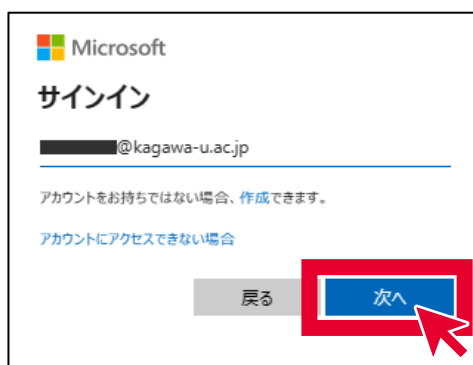 Microsoft
サインイン
@kagawa-u.ac.jp
アカウントをお持ちではない場合、作成できます。
アカウントにアクセスできない場合
戻る
次へ